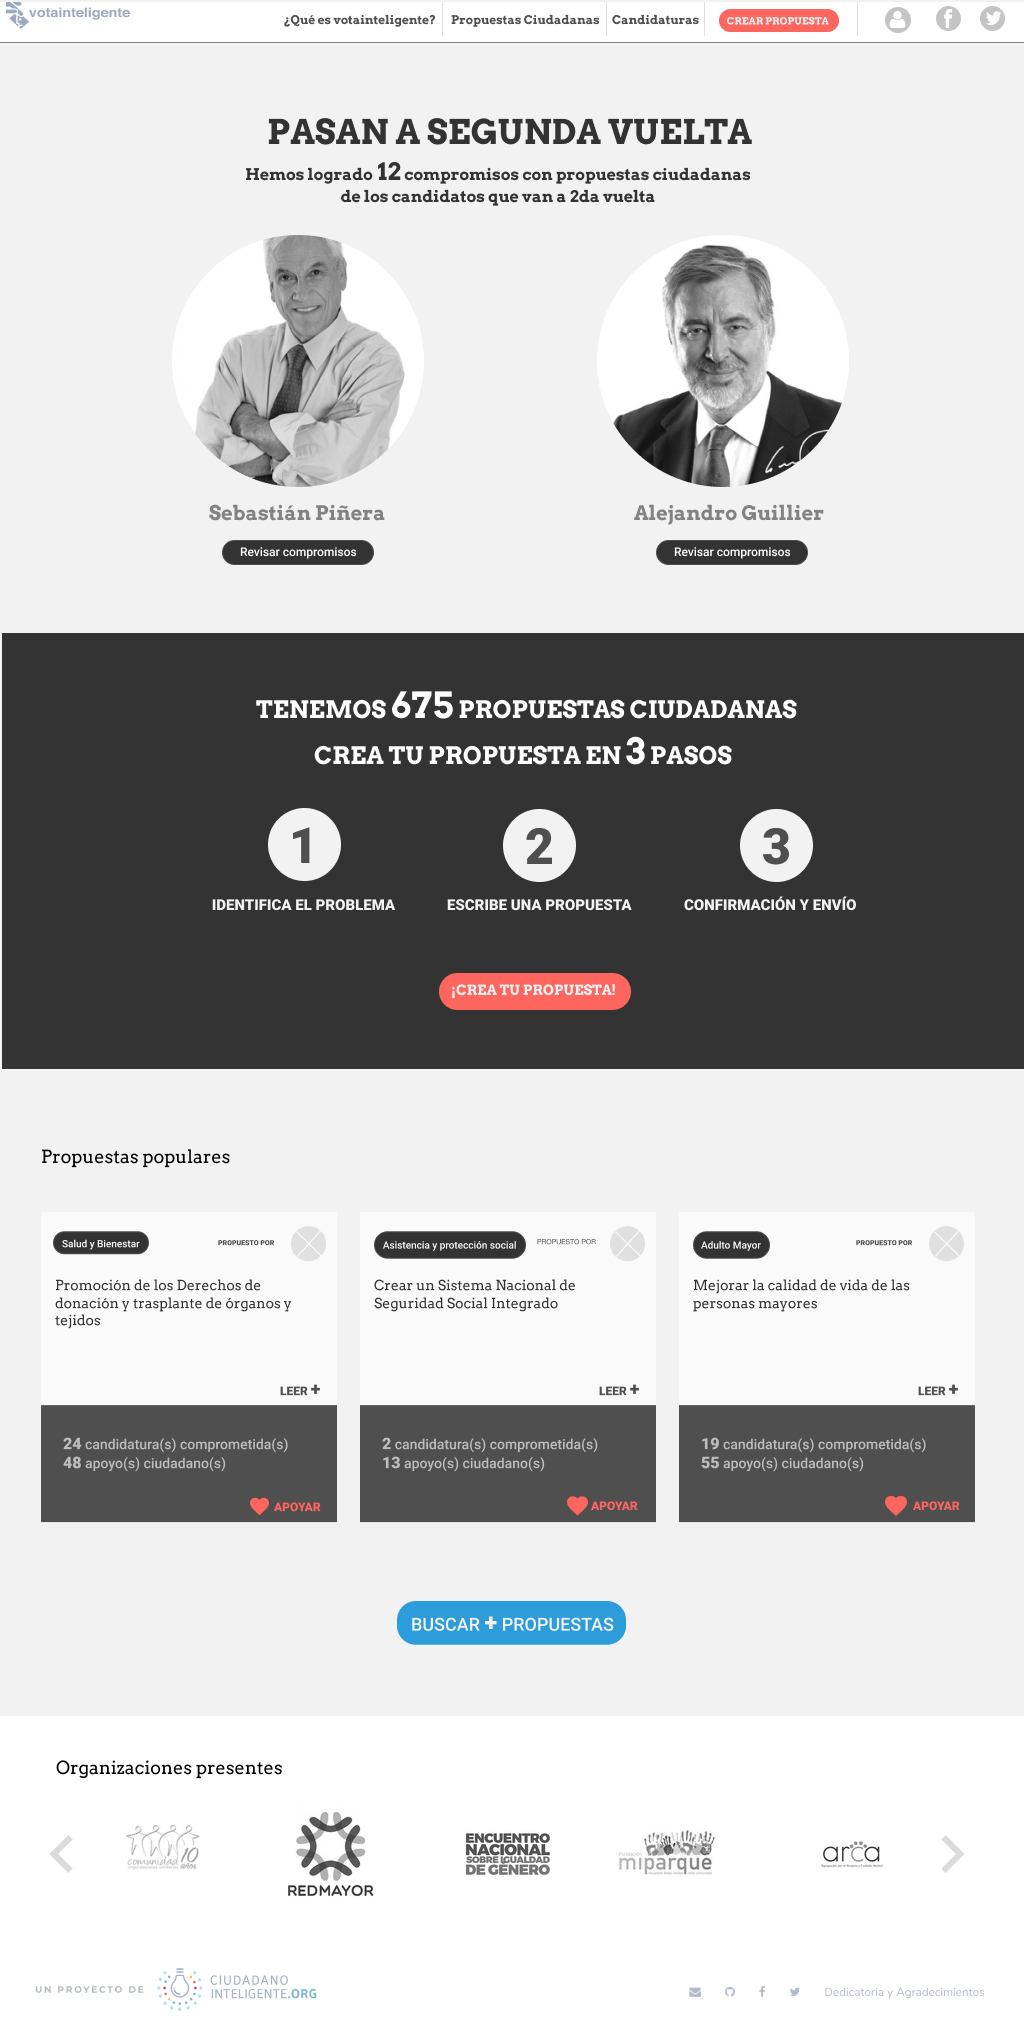 votainteligente
¿Qué es votainteligente?
Propuestas Ciudadanas
Candidaturas
CREAR PROPUESTA
PASAN A SEGUNDA VUELTA
Hemos logrado 12 compromisos con propuestas ciudadanas
de los candidatos que van a 2da vuelta
Sebastián Piñera
Alejandro Guillier
Revisar compromisos
Revisar compromisos
TENEMOS 675 PROPUESTAS CIUDADANAS
CREA TU PROPUESTA EN 3 PASOS
1
2
3
IDENTIFICA EL PROBLEMA
ESCRIBE UNA PROPUESTA
CONFIRMACIÓN Y ENVÍO
¡CREA TU PROPUESTA!
Propuestas populares
Salud y Bienestar
PROPUESTO POR
Promoción de los Derechos de
donación y trasplante de órganos y
tejidos
LEER +
24 candidatura(s) comprometida(s)
48 apoyo(s) ciudadano(s)
APOYAR
Asistencia y protección social
PROPUESTO POR
Crear un Sistema Nacional de
Seguridad Social Integrado
LEER +
2 candidatura(s) comprometida(s)
13 apoyo(s) ciudadano(s)
APOYAR
Adulto Mayor
PROPUESTO POR
Mejorar la calidad de vida de las
personas mayores
LEER +
19 candidatura(s) comprometida(s)
55 apoyo(s) ciudadano(s)
APOYAR
BUSCAR + PROPUESTAS
Organizaciones presentes
comunidad 10
años
REDMAYOR
ENCUENTRO
NACIONAL
SOBRE IGUALDAD
DE GÉNERO
Fundación
miparque
arca
UN PROYECTO DE
CIUDADANO
INTELIGENTE.ORG
Dedicatoria y Agradecimientos